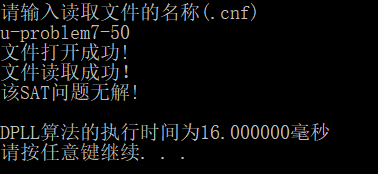 请输入读取文件的名称(.cnf)
u-problem7-50
文件打开成功!
文件读取成功!
该SAT问题无解!
DPLL算法的执行时间为16.000000毫秒
请按任意键继续. . .